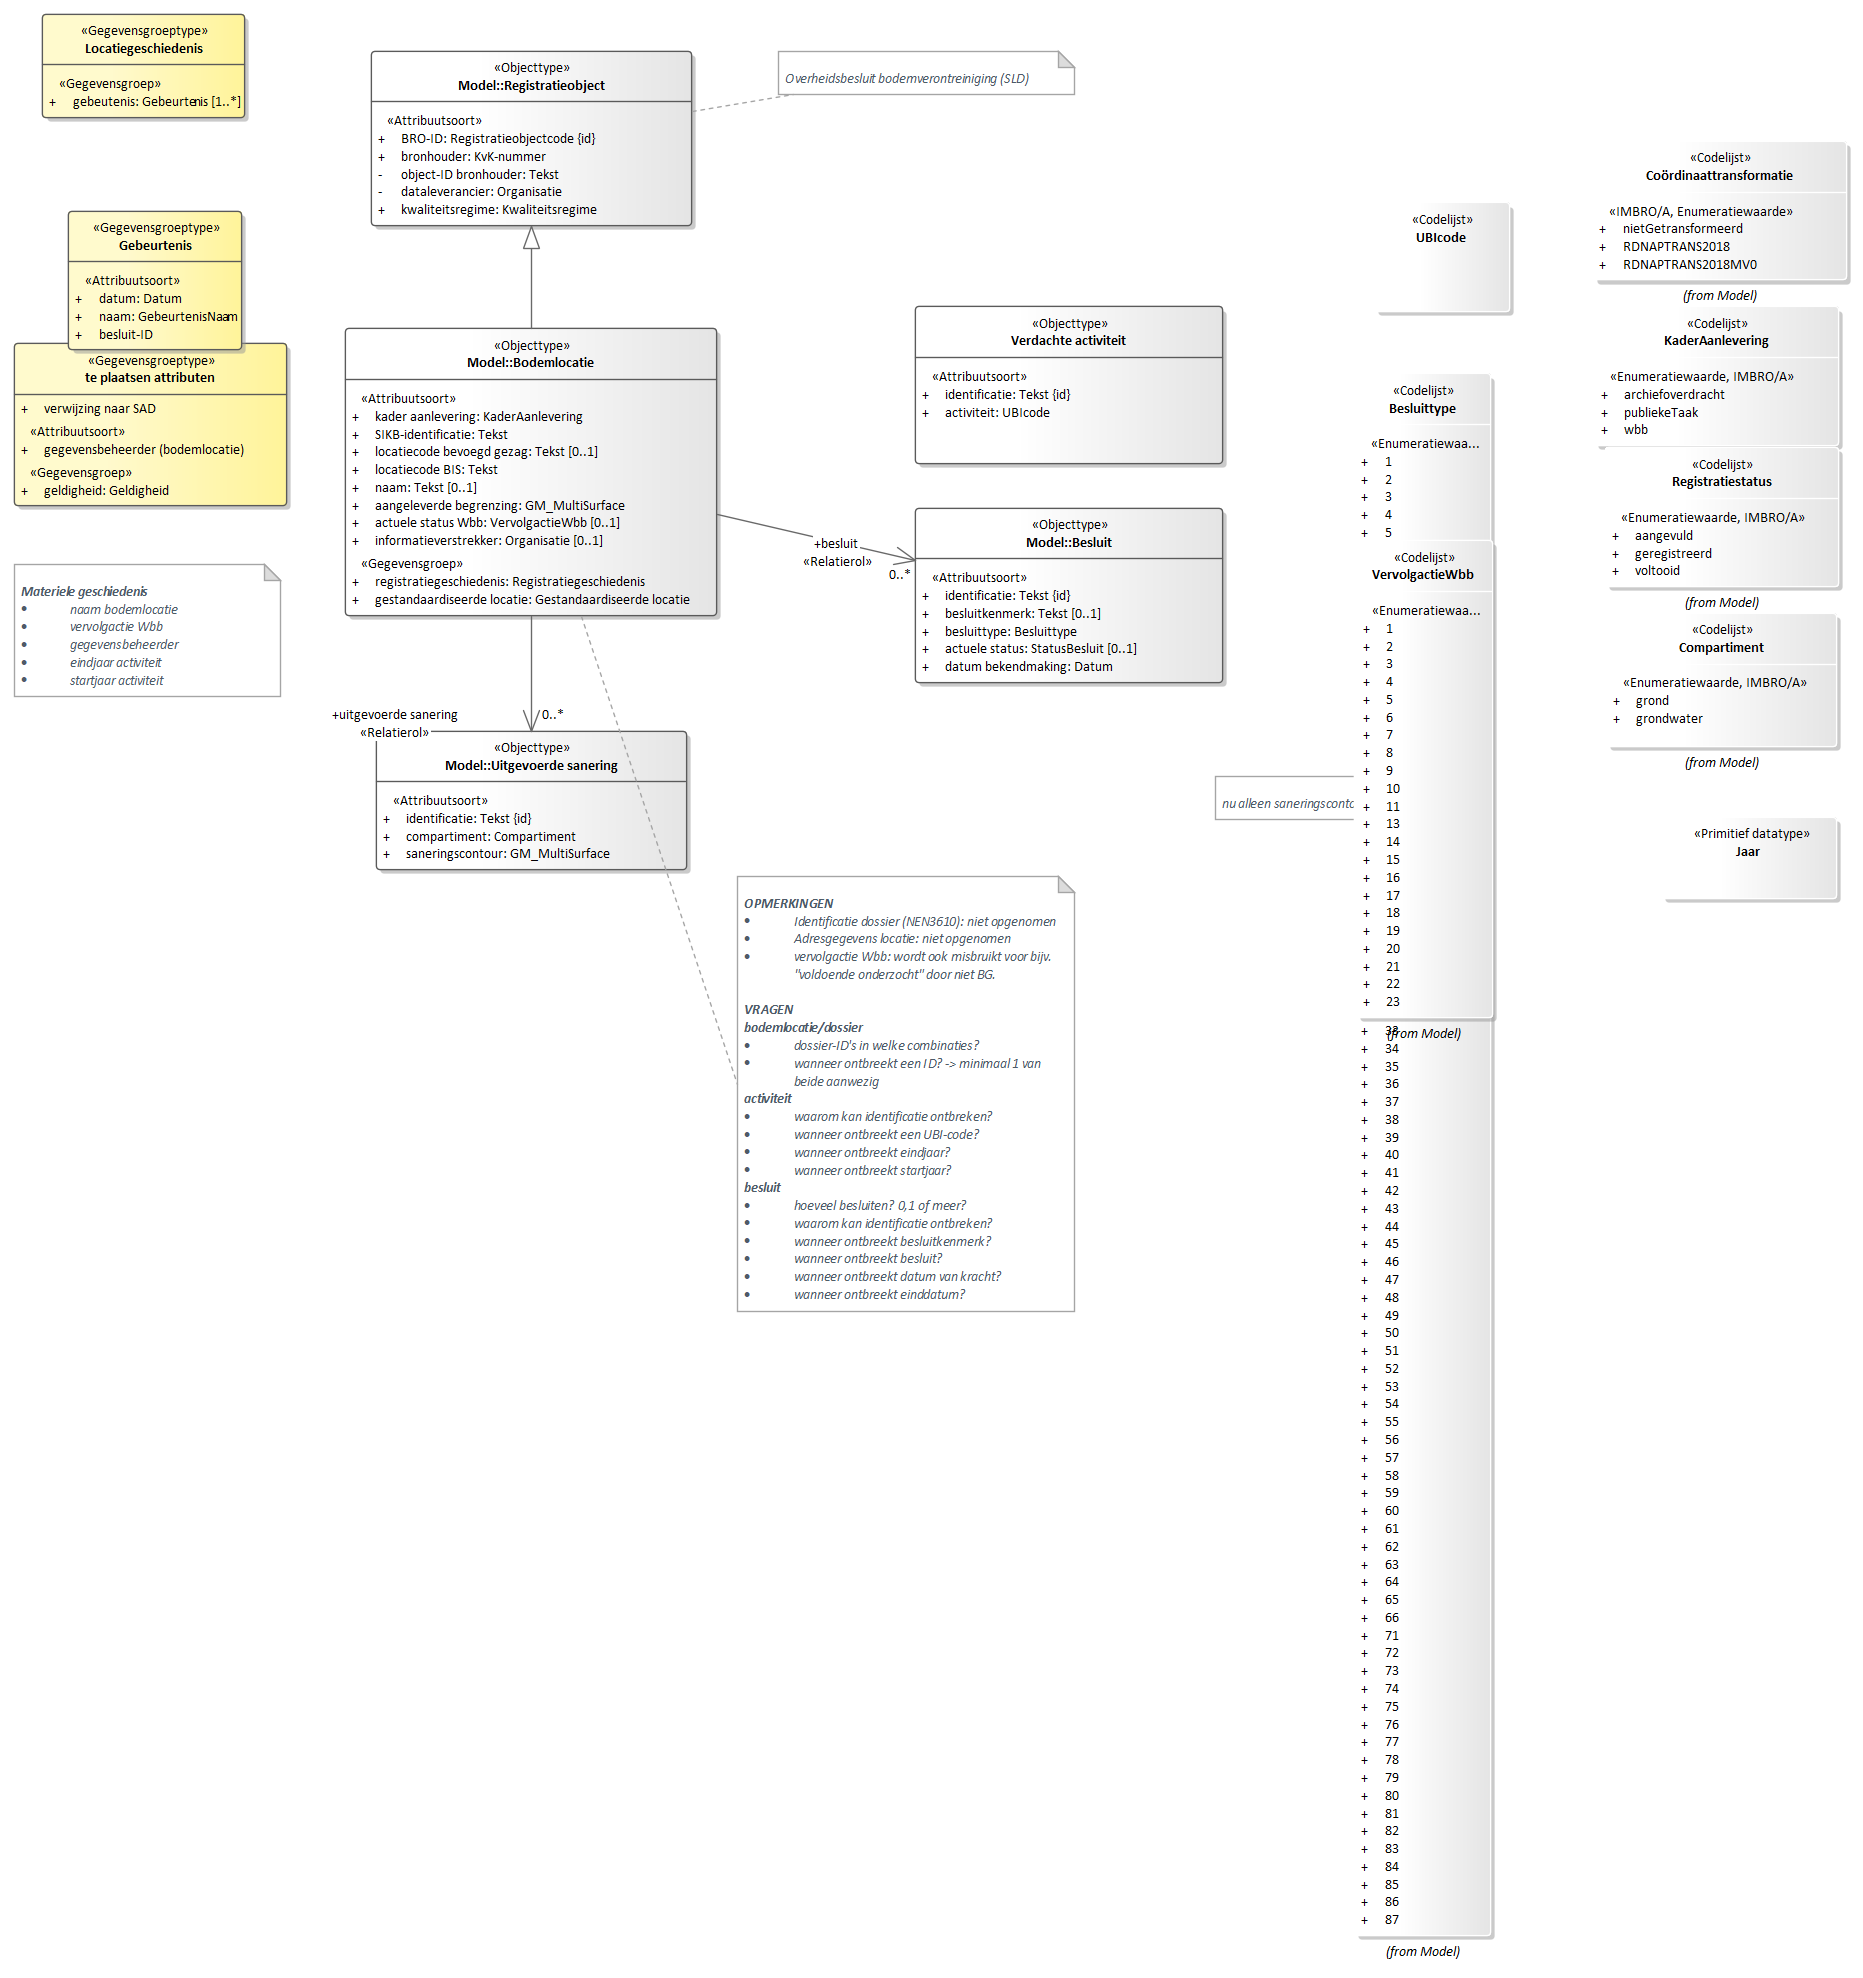 «Gegevensgroeptype»
Locatiegeschiedenis
«Gegevensgroep»
+ gebeutenis: Gebeurtenis [1..*]
«Gegevensgroeptype»
Gebeurtenis
«Attribuutsoort»
+ datum: Datum
+ naam: GebeurtenisNaam
+ besluit-ID
«Gegevensgroeptype»
te plaatsen attributen
+ verwijzing naar SAD
«Attribuutsoort»
+ gegevensbeheerder (bodemlocatie)
«Gegevensgroep»
+ geldigheid: Geldigheid
Materiele geschiedenis
• naam bodemlocatie
• vervolgactie Wbb
• gegevensbeheerder
• eindjaar activiteit
• startjaar activiteit
«Objecttype»
Model::Registratieobject
«Attribuutsoort»
+ BRO-ID: Registratieobjectcode {id}
+ bronhouder: KvK-nummer
- object-ID bronhouder: Tekst
- dataleverancier: Organisatie
+ kwaliteitsregime: Kwaliteitsregime
Overheidsbesluit bodemverontreiniging (SLD)
«Objecttype»
Model::Bodemlocatie
«Attribuutsoort»
+ kader aanlevering: KaderAanlevering
+ SIKB-identificatie: Tekst
+ locatiecode bevoegd gezag: Tekst [0..1]
+ locatiecode BIS: Tekst
+ naam: Tekst [0..1]
+ aangeleverde begrenzing: GM_MultiSurface
+ actuele status Wbb: VervolgactieWbb [0..1]
+ informatieverstrekker: Organisatie [0..1]
«Gegevensgroep»
+ registratiegeschiedenis: Registratiegeschiedenis
+ gestandaardiseerde locatie: Gestandaardiseerde locatie
+besluit
«Relatierol»
0..*
+uitgevoerde sanering
0..*
«Relatierol»
«Objecttype»
Model::Uitgevoerde sanering
«Attribuutsoort»
+ identificatie: Tekst {id}
+ compartiment: Compartiment
+ saneringscontour: GM_MultiSurface
«Objecttype»
Verdachte activiteit
«Attribuutsoort»
+ identificatie: Tekst {id}
+ activiteit: UBIcode
«Objecttype»
Model::Besluit
«Attribuutsoort»
+ identificatie: Tekst {id}
+ besluitkenmerk: Tekst [0..1]
+ besluittype: Besluittype
+ actuele status: StatusBesluit [0..1]
+ datum bekendmaking: Datum
OPMERKINGEN
• Identificatie dossier (NEN3610): niet opgenomen
• Adresgegevens locatie: niet opgenomen
• vervolgactie Wbb: wordt ook misbruikt voor bijv.
"voldoende onderzocht" door niet BG.
VRAGEN
bodemlocatie/dossier
• dossier-ID's in welke combinaties?
• wanneer ontbreekt een ID? -> minimaal 1 van
beide aanwezig
activiteit
• waarom kan identificatie ontbreken?
• wanneer ontbreekt een UBI-code?
• wanneer ontbreekt eindjaar?
• wanneer ontbreekt startjaar?
besluit
• hoeveel besluiten? 0,1 of meer?
• waarom kan identificatie ontbreken?
• wanneer ontbreekt besluitkenmerk?
• wanneer ontbreekt besluit?
• wanneer ontbreekt datum van kracht?
• wanneer ontbreekt einddatum?
nu alleen saneringsconto
«Codelijst»
UBIcode
«Codelijst»
Besluittype
«Enumeratiewaa...
+ 1
+ 2
+ 3
+ 4
+ 5
«Codelijst»
VervolgactieWbb
«Enumeratiewaa...
+ 1
+ 2
+ 3
+ 4
+ 5
+ 6
+ 7
+ 8
+ 9
+ 10
+ 11
+ 13
+ 14
+ 15
+ 16
+ 17
+ 18
+ 19
+ 20
+ 21
+ 22
+ 23
(from Model)
+ 33
+ 34
+ 35
+ 36
+ 37
+ 38
+ 39
+ 40
+ 41
+ 42
+ 43
+ 44
+ 45
+ 46
+ 47
+ 48
+ 49
+ 50
+ 51
+ 52
+ 53
+ 54
+ 55
+ 56
+ 57
+ 58
+ 59
+ 60
+ 61
+ 62
+ 63
+ 64
+ 65
+ 66
+ 71
+ 72
+ 73
+ 74
+ 75
+ 76
+ 77
+ 78
+ 79
+ 80
+ 81
+ 82
+ 83
+ 84
+ 85
+ 86
+ 87
(from Model)
«Codelijst»
Coördinaattransformatie
«IMBRO/A, Enumeratiewaarde»
+ nietGetransformeerd
+ RDNAPTRANS2018
+ RDNAPTRANS2018MV0
(from Model)
«Codelijst»
KaderAanlevering
«Enumeratiewaarde, IMBRO/A»
+ archiefoverdracht
+ publiekeTaak
+ wbb
«Codelijst»
Registratiestatus
«Enumeratiewaarde, IMBRO/A»
+ aangevuld
+ geregistreerd
+ voltooid
(from Model)
«Codelijst»
Compartiment
«Enumeratiewaarde, IMBRO/A»
+ grond
+ grondwater
(from Model)
«Primitief datatype»
Jaar